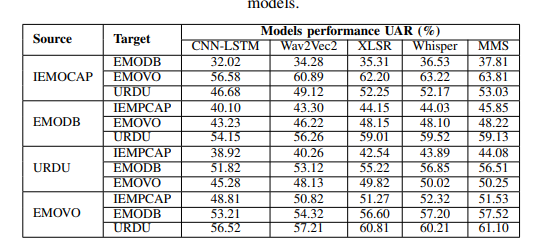 models.
Source Target Models performance UAR (%)
CNN-LSTM Wav2Vec2 XLSR Whisper MMS
IEMOCAP EMODB 32.02 34.28 35.31 36.53 37.81
EMOVO 56.58 60.89 62.20 63.22 63.81
URDU 46.68 49.12 52.25 52.17 53.03
EMODB IEMPCAP 40.10 43.30 44.15 44.03 45.85
EMOVO 43.23 46.22 48.15 48.10 48.22
URDU 54.15 56.26 59.01 59.52 59.13
URDU IEMPCAP 38.92 40.26 42.54 43.89 44.08
EMODB 51.82 53.12 55.22 56.85 56.51
EMOVO 45.28 48.13 49.82 50.02 50.25
EMOVO IEMPCAP 48.81 50.82 51.27 52.32 51.53
EMODB 53.21 54.32 56.60 57.20 57.52
URDU 56.52 57.21 60.81 60.21 61.10